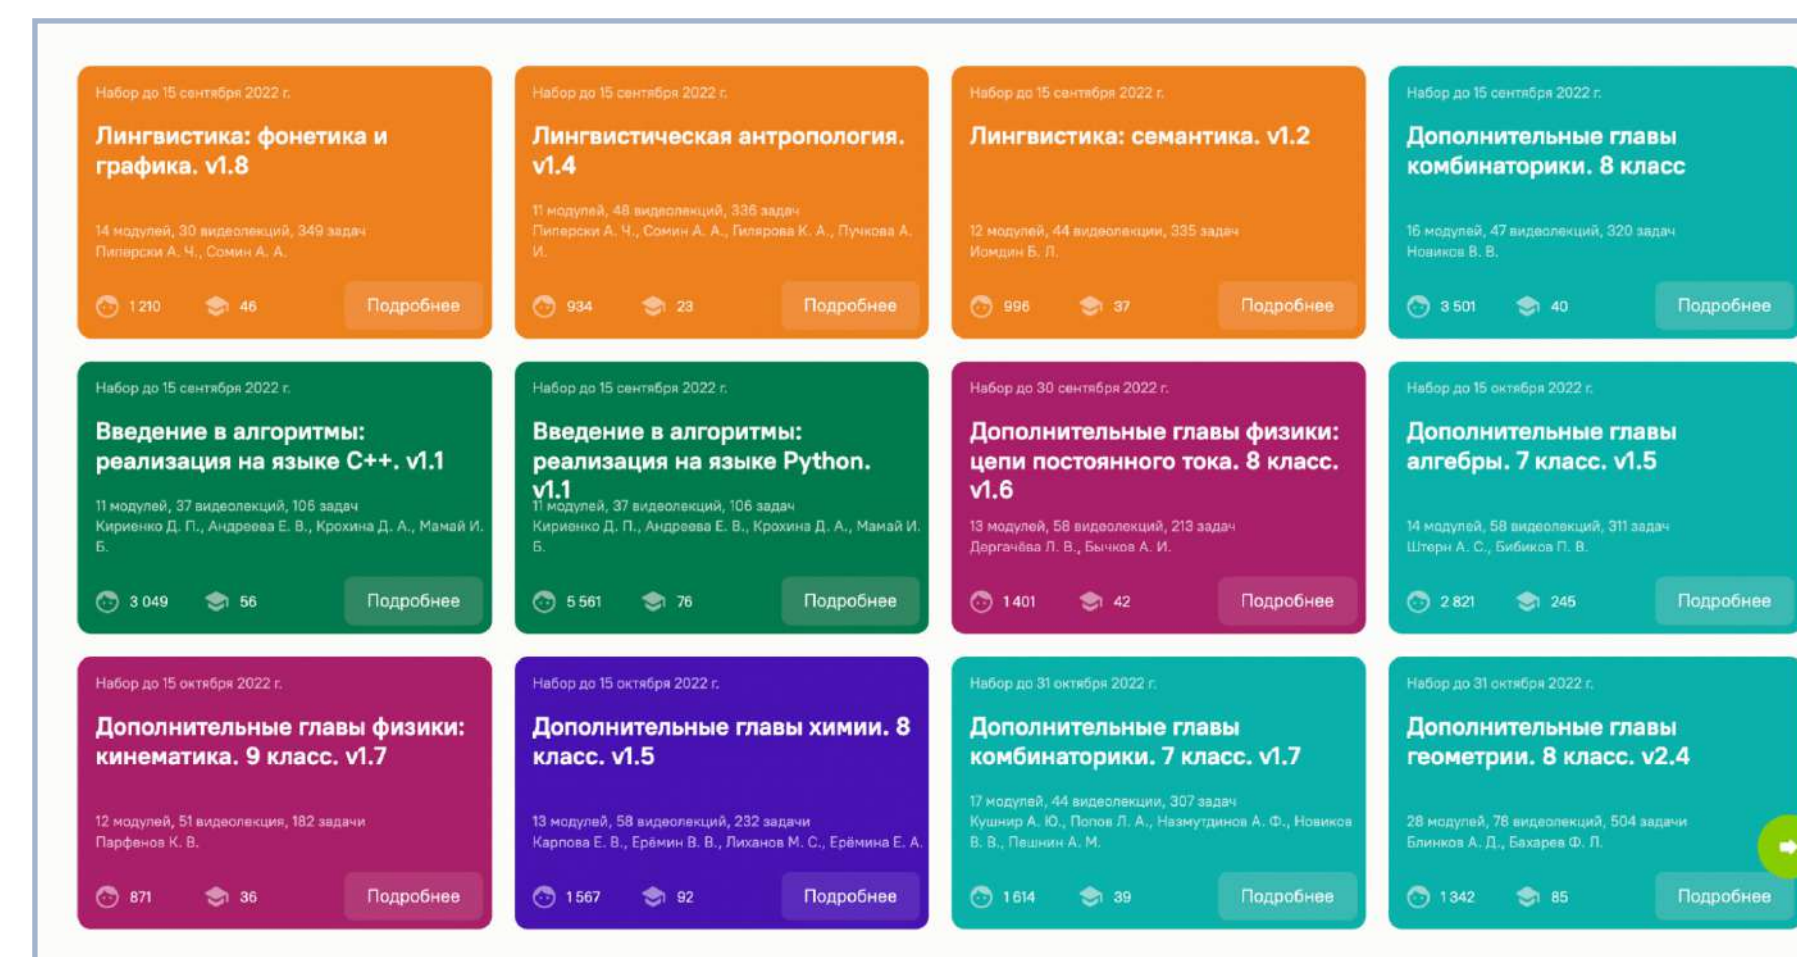 Набор до 15 сентября 2022 г.
Лингвистика: фонетика и
графика. v1.8
14 модулей, 30 видеолекций, 349 задач
Пиперски А. Ч., Сомин А. А.
1 210 46 Подробнее
Набор до 15 сентября 2022 г.
Лингвистическая антропология.
v1.4
11 модулей, 48 видеолекций, 336 задач
Пиперски А. Ч., Сомин А. А., Гилярова К. А., Пучкова А.
И.
934 23 Подробнее
Набор до 15 сентября 2022 г.
Лингвистика: семантика. v1.2
12 модулей, 44 видеолекции, 335 задач
Иомдин Б. Л.
996 37 Подробнее
Набор до 15 сентября 2022 г.
Дополнительные главы
комбинаторики. 8 класс
16 модулей, 47 видеолекций, 320 задач
Новиков В. В.
3 501 40 Подробнее
Набор до 15 сентября 2022 г.
Введение в алгоритмы:
реализация на языке C++. v1.1
11 модулей, 37 видеолекций, 106 задач
Кириенко Д. П., Андреева Е. В., Крохина Д. А., Мамай И.
Б.
3 049 56 Подробнее
Набор до 15 сентября 2022 г.
Введение в алгоритмы:
реализация на языке Python.
v1.1
11 модулей, 37 видеолекций, 106 задач
Кириенко Д. П., Андреева Е. В., Крохина Д. А., Мамай И.
Б.
5 561 76 Подробнее
Набор до 30 сентября 2022 г.
Дополнительные главы физики:
цепи постоянного тока. 8 класс.
v1.6
13 модулей, 58 видеолекций, 213 задач
Дергачёва Л. В., Бычков А. И.
1 401 42 Подробнее
Набор до 15 октября 2022 г.
Дополнительные главы
алгебры. 7 класс. v1.5
14 модулей, 58 видеолекций, 311 задач
Штерн А. С., Бибиков П. В.
2 821 245 Подробнее
Набор до 15 октября 2022 г.
Дополнительные главы физики:
кинематика. 9 класс. v1.7
12 модулей, 51 видеолекция, 182 задачи
Парфенов К. В.
871 36 Подробнее
Набор до 15 октября 2022 г.
Дополнительные главы химии. 8
класс. v1.5
13 модулей, 58 видеолекций, 232 задачи
Карпова Е. В., Ерёмин В. В., Лиханов М. С., Ерёмина Е. А.
1 567 92 Подробнее
Набор до 31 октября 2022 г.
Дополнительные главы
комбинаторики. 7 класс. v1.7
17 модулей, 44 видеолекции, 307 задач
Кушнир А. Ю., Попов Л. А., Назмутдинов А. Ф., Новиков
В. В., Пешнин А. М.
1 614 39 Подробнее
Набор до 31 октября 2022 г.
Дополнительные главы
геометрии. 8 класс. v2.4
28 модулей, 78 видеолекций, 504 задачи
Блинков А. Д., Бахарев Ф. Л.
1 342 85 Подробнее